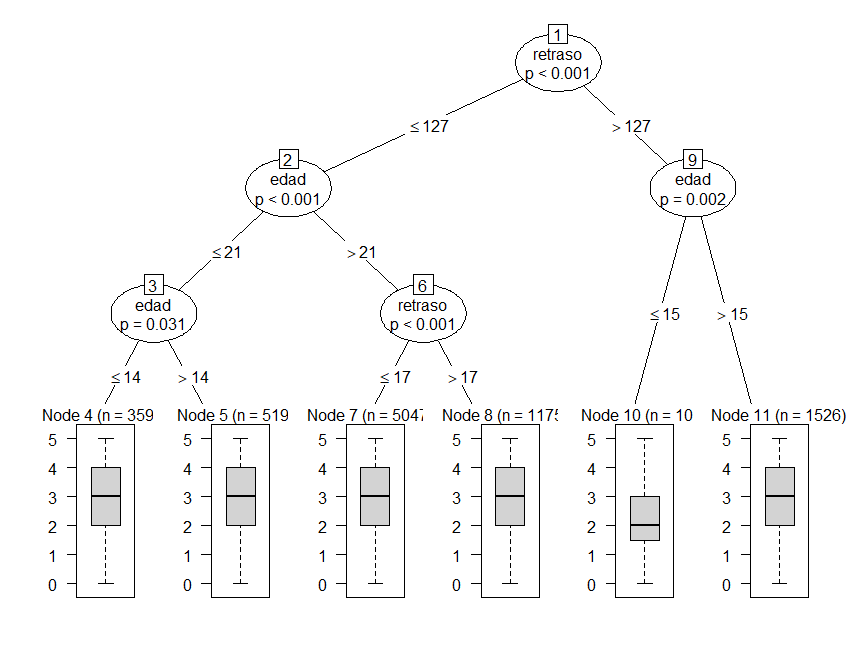 1
retraso
p < 0.001
≤ 127
> 127
2
edad
p < 0.001
9
edad
p = 0.002
≤ 21
> 21
3
edad
p = 0.031
6
retraso
p < 0.001
≤ 15
> 15
≤ 14
> 14
≤ 17
> 17
Node 4 (n = 359
Node 5 (n = 519
Node 7 (n = 5047
Node 8 (n = 1175
Node 10 (n = 10
Node 11 (n = 1526)
5 5 5 5 5 5
4 4 4 4 4 4
3 3 3 3 3 3
2 2 2 2 2 2
1 1 1 1 1 1
0 0 0 0 0 0